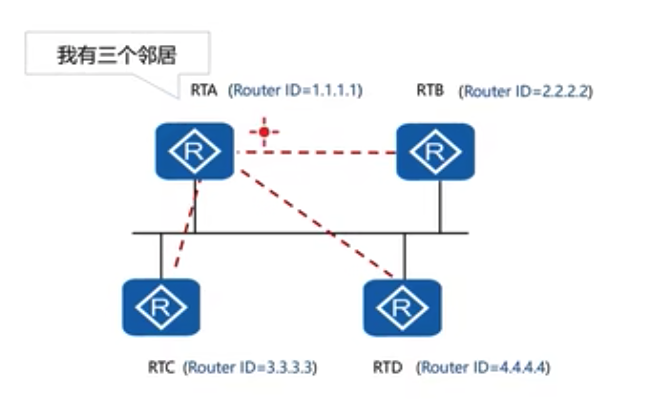 我有三个邻居
RTA (Router ID=1.1.1.1)
RTB (Router ID=2.2.2.2)
R
R
R
R
RTC (Router ID=3.3.3.3)
RTD (Router ID=4.4.4.4)